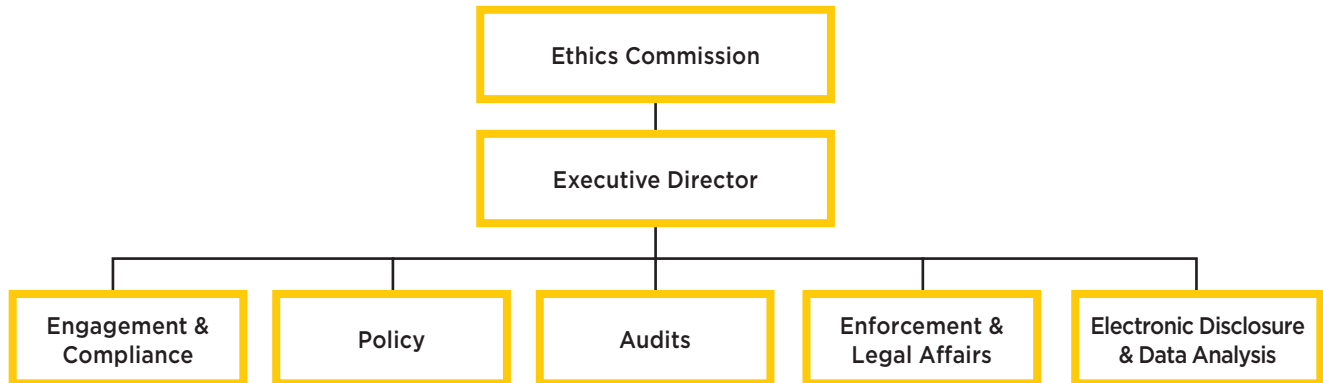 Ethics Commission
Executive Director
Engagement &
Compliance
Policy
Audits
Enforcement &
Legal Affairs
Electronic Disclosure
& Data Analysis